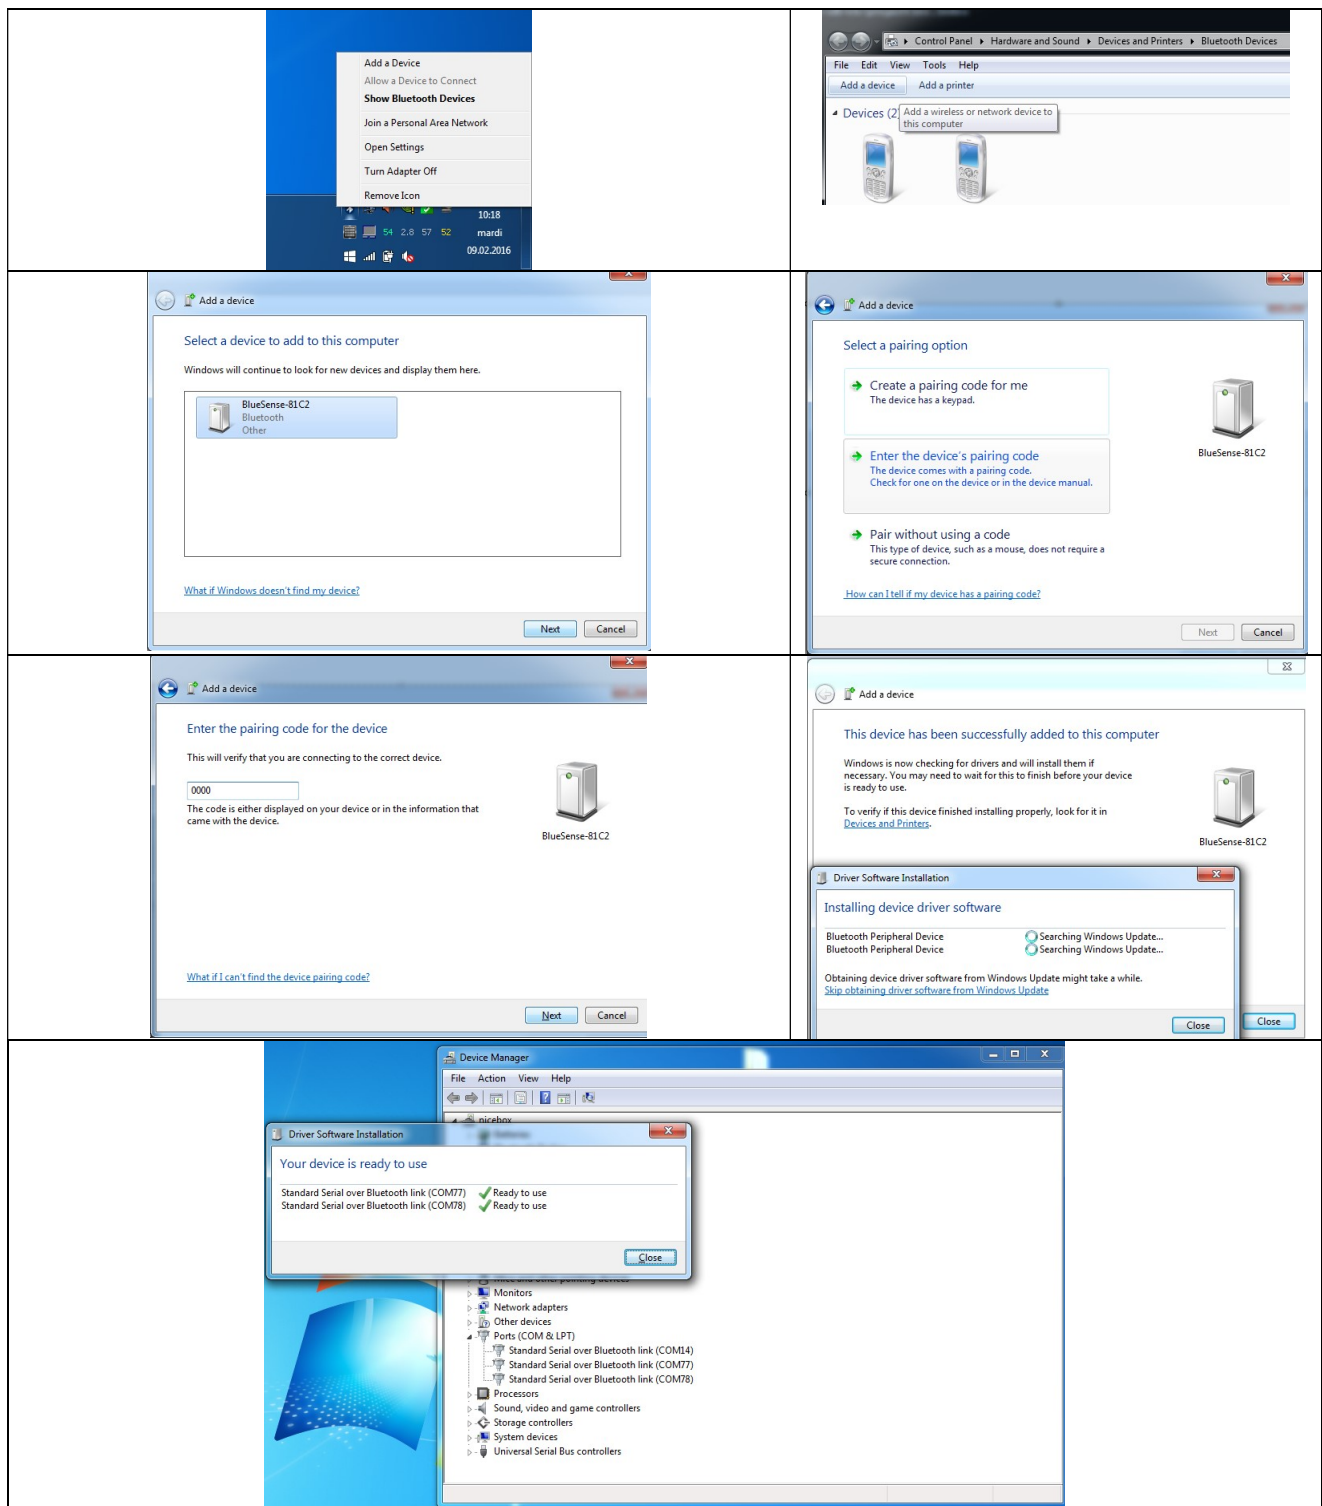 Add a Device
Allow a Device to Connect
Show Bluetooth Devices
Join a Personal Area Network
Open Settings
Turn Adapter Off
Remove Icon
10:18
54 2.8 57 52 mardi
09.02.2016
Control Panel Hardware and Sound Devices and Printers Bluetooth Devices
File Edit View Tools Help
Add a device Add a printer
Devices (2)
Add a wireless or network device to
this computer
Add a device
Select a device to add to this computer
Windows will continue to look for new devices and display them here.
BlueSense-81C2
Bluetooth
Other
What if Windows doesn't find my device?
Next Cancel
Add a device
Select a pairing option
Create a pairing code for me
The device has a keypad.
Enter the device's pairing code
The device comes with a pairing code.
Check for one on the device or in the device manual.
BlueSense-81C2
Pair without using a code
This type of device, such as a mouse, does not require a
secure connection.
How can I tell if my device has a pairing code?
Next Cancel
Add a device
Enter the pairing code for the device
This will verify that you are connecting to the correct device.
0000
The code is either displayed on your device or in the information that
came with the device.
BlueSense-81C2
What if I can't find the device pairing code?
Next Cancel
Add a device
This device has been successfully added to this computer
Windows is now checking for drivers and will install them if
necessary. You may need to wait for this to finish before your device
is ready to use.
To verify if this device finished installing properly, look for it in
Devices and Printers.
BlueSense-81C2
Driver Software Installation
Installing device driver software
Bluetooth Peripheral Device Searching Windows Update...
Bluetooth Peripheral Device Searching Windows Update...
Obtaining device driver software from Windows Update might take a while.
Skip obtaining driver software from Windows Update
Close
Close
Device Manager
File Action View Help
nicebox
Driver Software Installation
Your device is ready to use
Standard Serial over Bluetooth link (COM77) Ready to use
Standard Serial over Bluetooth link (COM78) Ready to use
Close
Mice and other pointing devices
Monitors
Network adapters
Other devices
Ports (COM & LPT)
Standard Serial over Bluetooth link (COM14)
Standard Serial over Bluetooth link (COM77)
Standard Serial over Bluetooth link (COM78)
Processors
Sound, video and game controllers
Storage controllers
System devices
Universal Serial Bus controllers